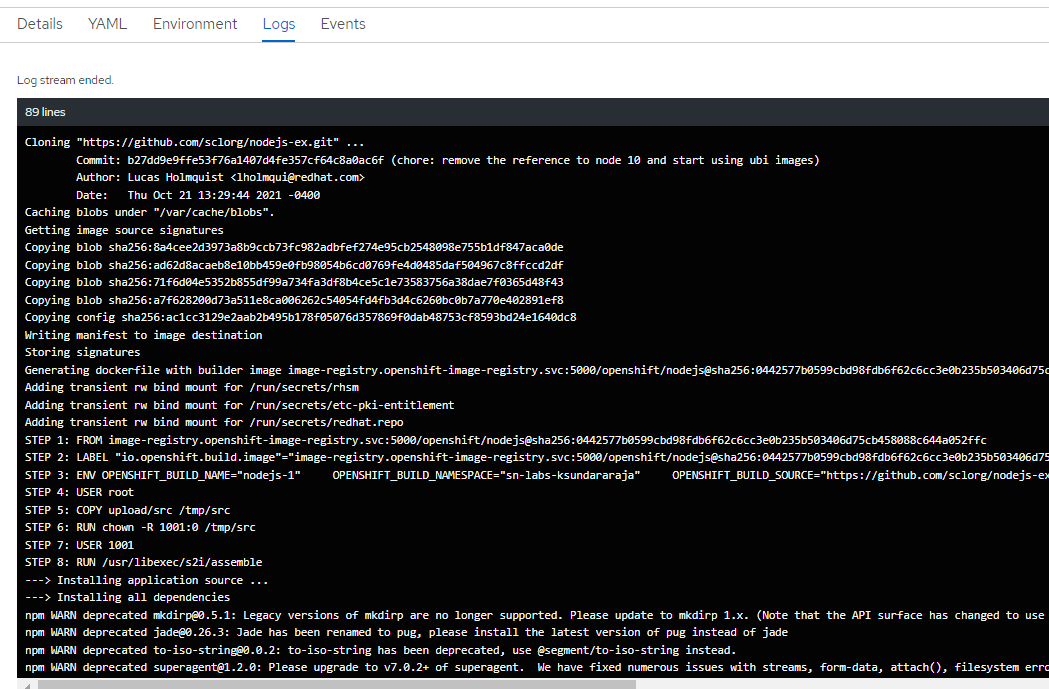 Details YAML Environment Logs Events
Log stream ended.
89 lines
Cloning "https://github.com/sclorg/nodejs-ex.git" ...
Commit: b27dd9e9ffe53f76a1407d4fe357cf64c8a0ac6f (chore: remove the reference to node 10 and start using ubi images)
Author: Lucas Holmquist <lholmqui@redhat.com>
Date: Thu Oct 21 13:29:44 2021 -0400
Caching blobs under "/var/cache/blobs".
Getting image source signatures
Copying blob sha256:8a4cee2d3973a8b9ccb73fc982adbfef274e95cb2548098e755b1df847aca0de
Copying blob sha256:ad62d8acaeb8e10bb459e0fb98054b6cd0769fe4d0485daf504967c8ffccd2df
Copying blob sha256:71f6d04e5352b855df99a734fa3df8b4ce5c1e73583756a38dae7f0365d48f43
Copying blob sha256:a7f628200d73a511e8ca006262c54054fd4fb3d4c6260bc0b7a770e402891ef8
Copying config sha256:ac1cc3129e2aab2b495b178f05076d357869f0dab48753cf8593bd24e1640dc8
Writing manifest to image destination
Storing signatures
Generating dockerfile with builder image image-registry.openshift-image-registry.svc:5000/openshift/nodejs@sha256:0442577b0599cbd98fdb6f62c6cc3e0b235b503406d75c
Adding transient rw bind mount for /run/secrets/rhsm
Adding transient rw bind mount for /run/secrets/etc-pki-entitlement
Adding transient rw bind mount for /run/secrets/redhat.repo
STEP 1: FROM image-registry.openshift-image-registry.svc:5000/openshift/nodejs@sha256:0442577b0599cbd98fdb6f62c6cc3e0b235b503406d75cb458088c644a052ffc
STEP 2: LABEL "io.openshift.build.image"="image-registry.openshift-image-registry.svc:5000/openshift/nodejs@sha256:0442577b0599cbd98fdb6f62c6cc3e0b235b503406d75
STEP 3: ENV OPENSHIFT_BUILD_NAME="nodejs-1" OPENSHIFT_BUILD_NAMESPACE="sn-labs-ksundararaja" OPENSHIFT_BUILD_SOURCE="https://github.com/sclorg/nodejs-ex
STEP 4: USER root
STEP 5: COPY upload/src /tmp/src
STEP 6: RUN chown -R 1001:0 /tmp/src
STEP 7: USER 1001
STEP 8: RUN /usr/libexec/s2i/assemble
---> Installing application source ...
---> Installing all dependencies
npm WARN deprecated mkdirp@0.5.1: Legacy versions of mkdirp are no longer supported. Please update to mkdirp 1.x. (Note that the API surface has changed to use
npm WARN deprecated jade@0.26.3: Jade has been renamed to pug, please install the latest version of pug instead of jade
npm WARN deprecated to-iso-string@0.0.2: to-iso-string has been deprecated, use @segment/to-iso-string instead.
npm WARN deprecated superagent@1.2.0: Please upgrade to v7.0.2+ of superagent. We have fixed numerous issues with streams, form-data, attach(), filesystem erro